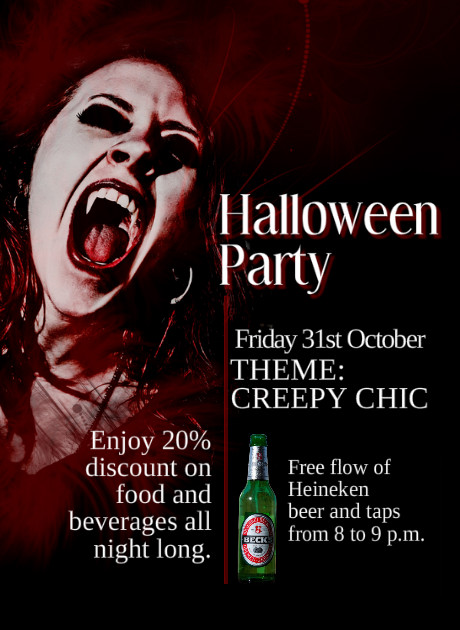 Halloween
Party
Friday 31st October
THEME:
CREEPY CHIC
Enjoy 20%
discount on
food and
beverages all
night long.
Free flow of
Heineken
beer and taps
from 8 to 9 p.m.
BECK'S